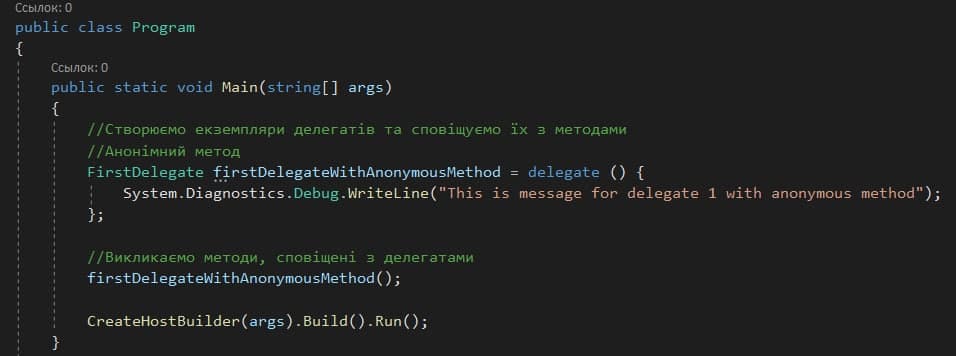 Ссылок: 0
public class Program
{
Ссылок: 0
public static void Main(string[] args)
{
//Створюємо екземпляри делегатів та сповіщуємо їх з методами
//Анонімний метод
FirstDelegate firstDelegateWithAnonymousMethod = delegate () {
System.Diagnostics.Debug.WriteLine("This is message for delegate 1 with anonymous method");
};
//Викликаємо методи, сповіщені з делегатами
firstDelegateWithAnonymousMethod();
CreateHostBuilder(args).Build().Run();
}